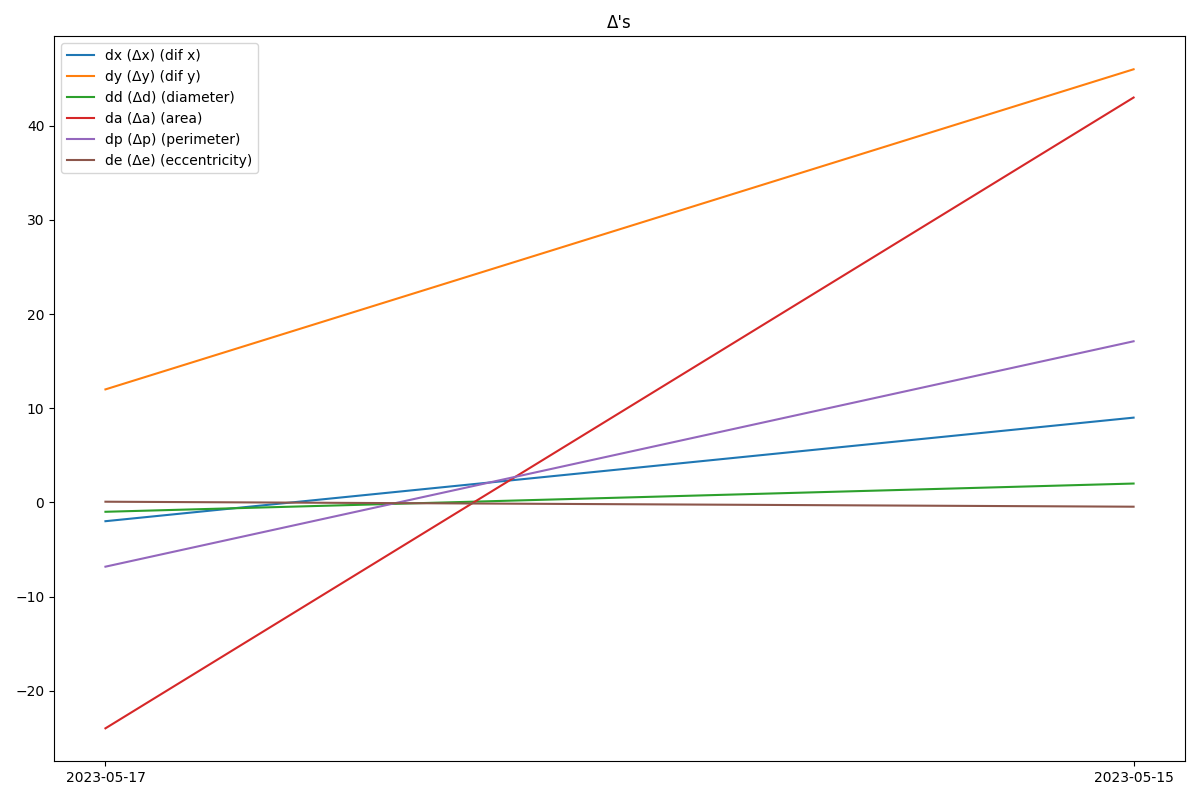 Δ's
dx (Δx) (dif x)
dy (Δy) (dif y)
dd (Δd) (diameter)
da (Δa) (area)
dp (Δp) (perimeter)
de (Δe) (eccentricity)
40
30
20
10
0
−10
−20
2023-05-17
2023-05-15